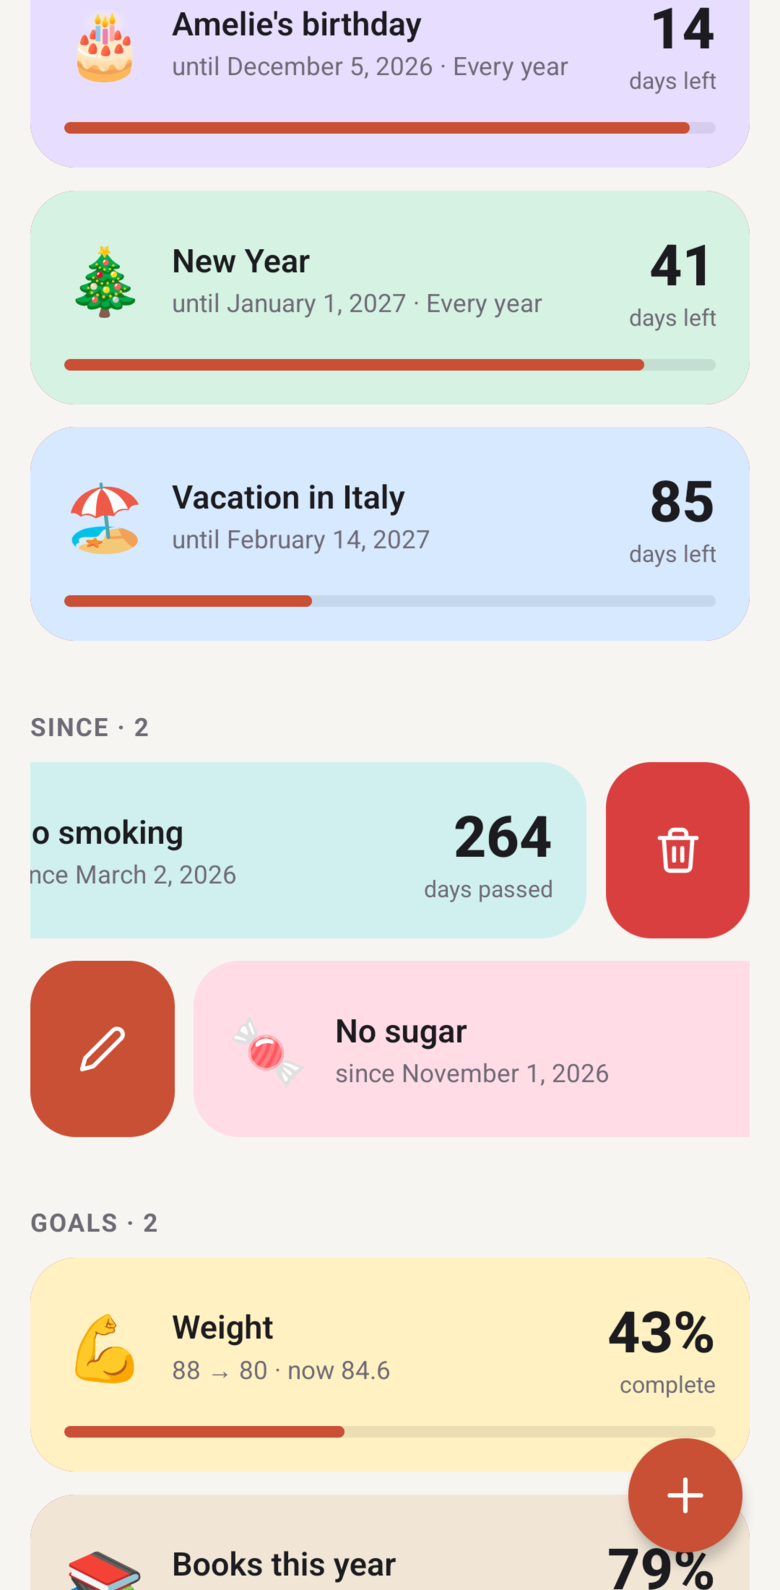 Amelie's birthday
until December 5, 2026 · Every year
14
days left
New Year
until January 1, 2027 · Every year
41
days left
Vacation in Italy
until February 14, 2027
85
days left
SINCE · 2
o smoking
nce March 2, 2026
264
days passed
No sugar
since November 1, 2026
GOALS · 2
Weight
88 → 80 · now 84.6
43%
complete
Books this year
79%